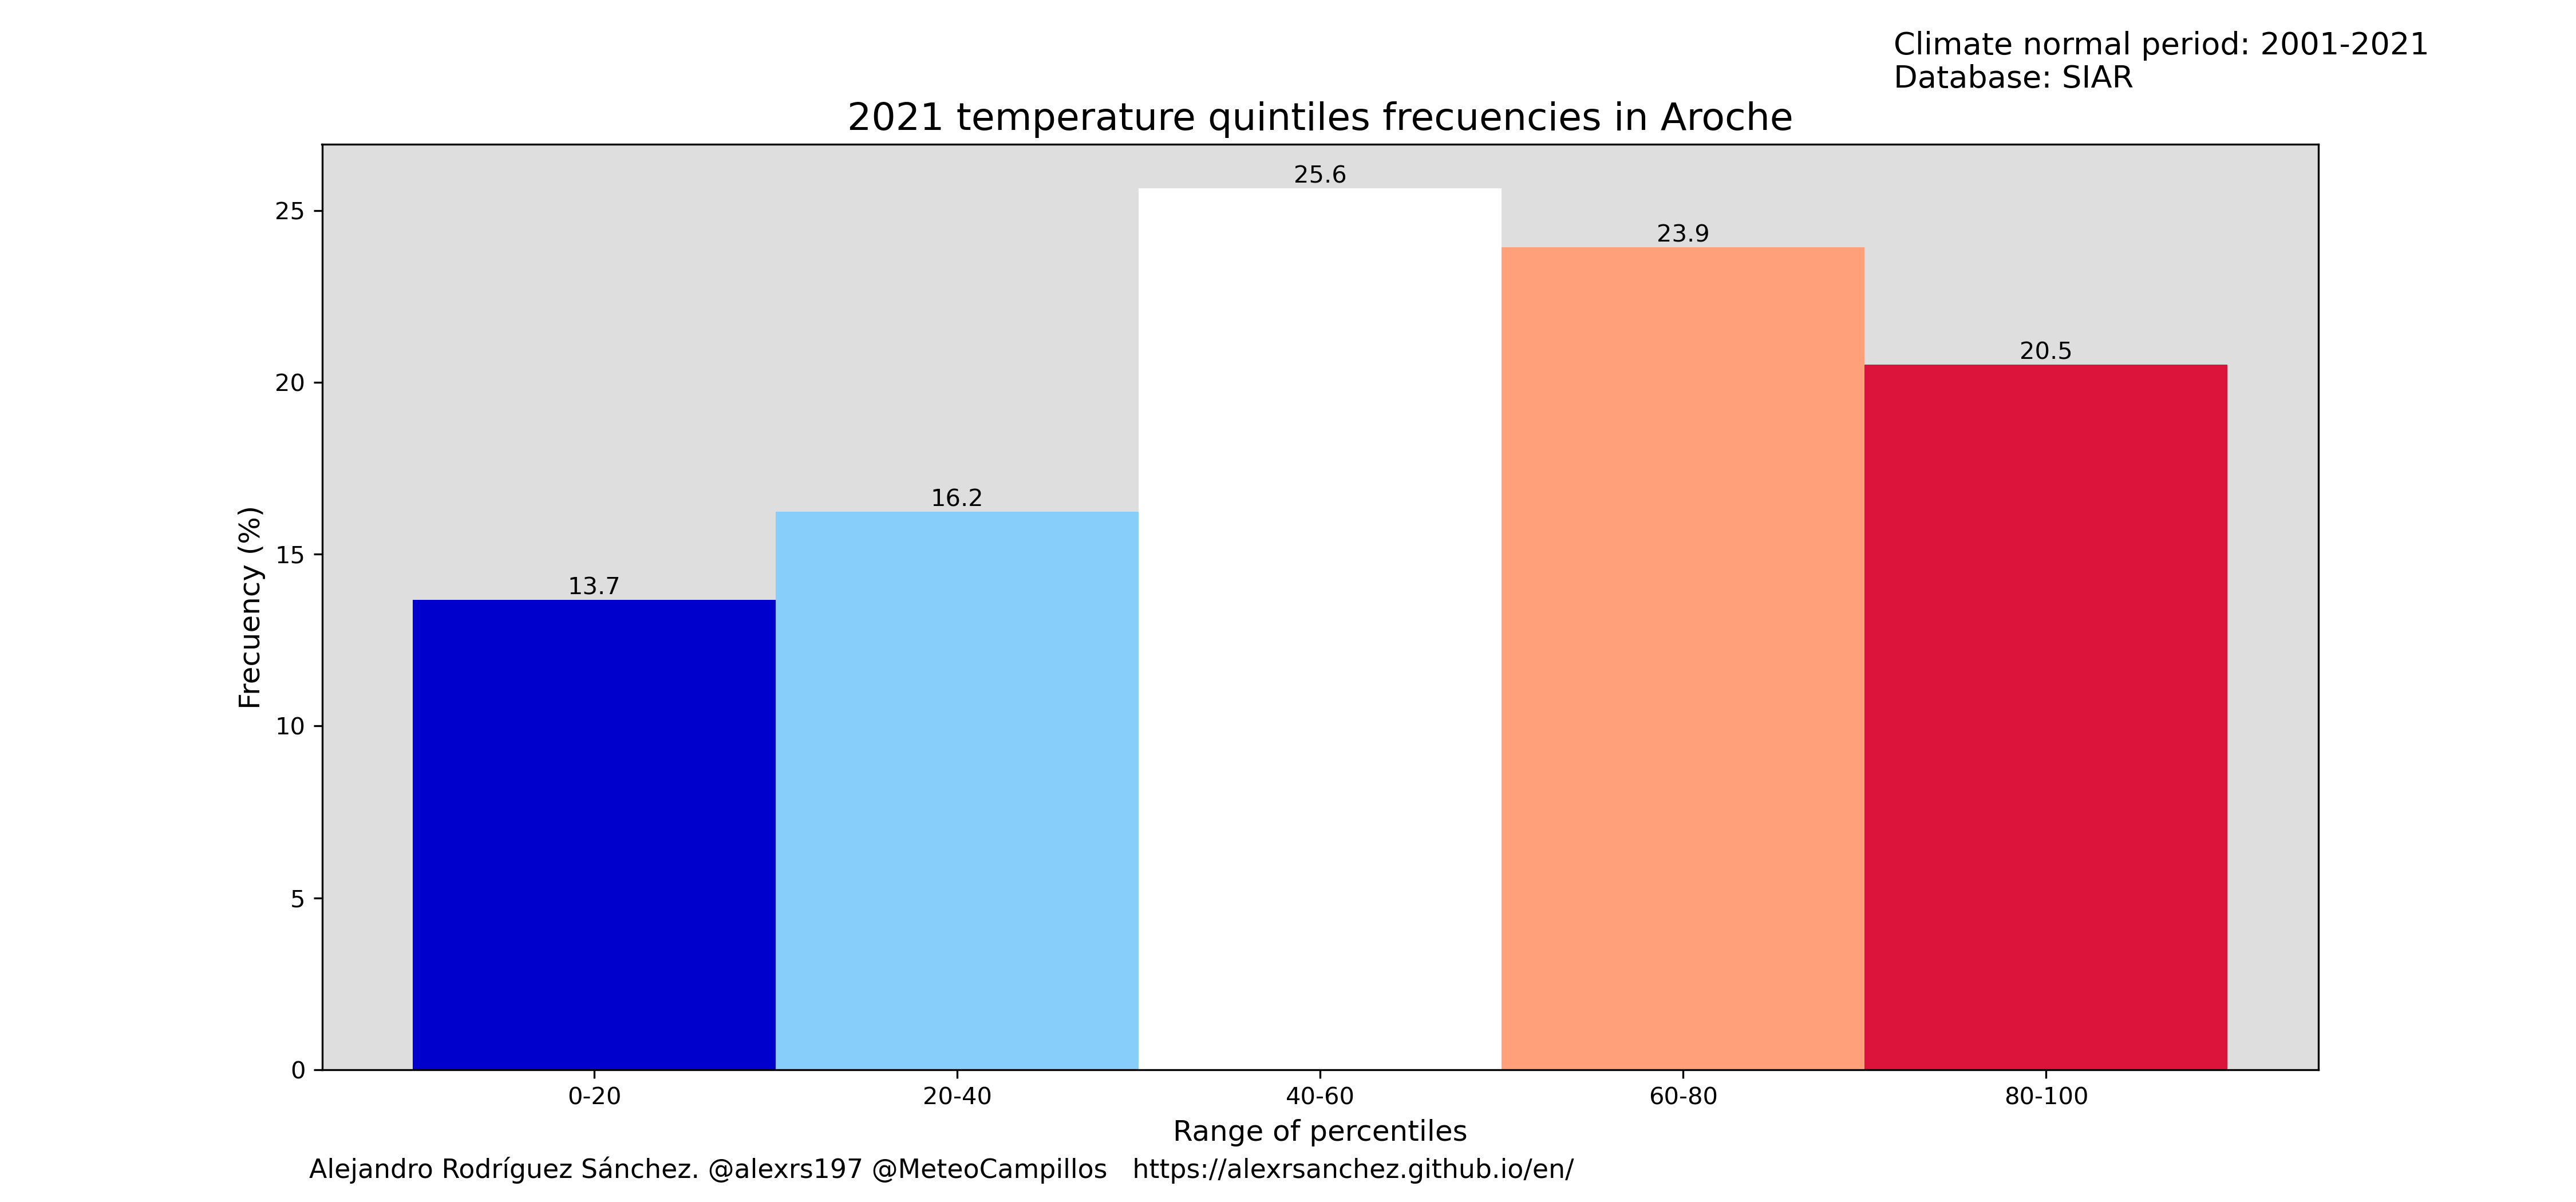 Climate normal period: 2001-2021
Database: SIAR
2021 temperature quintiles frecuencies in Aroche
25.6
25
23.9
20.5
20
16.2
15
13.7
Frecuency (%)
10
5
0
0-20 20-40 40-60 60-80 80-100
Range of percentiles
Alejandro Rodríguez Sánchez. @alexrs197 @MeteoCampillos https://alexrsanchez.github.io/en/